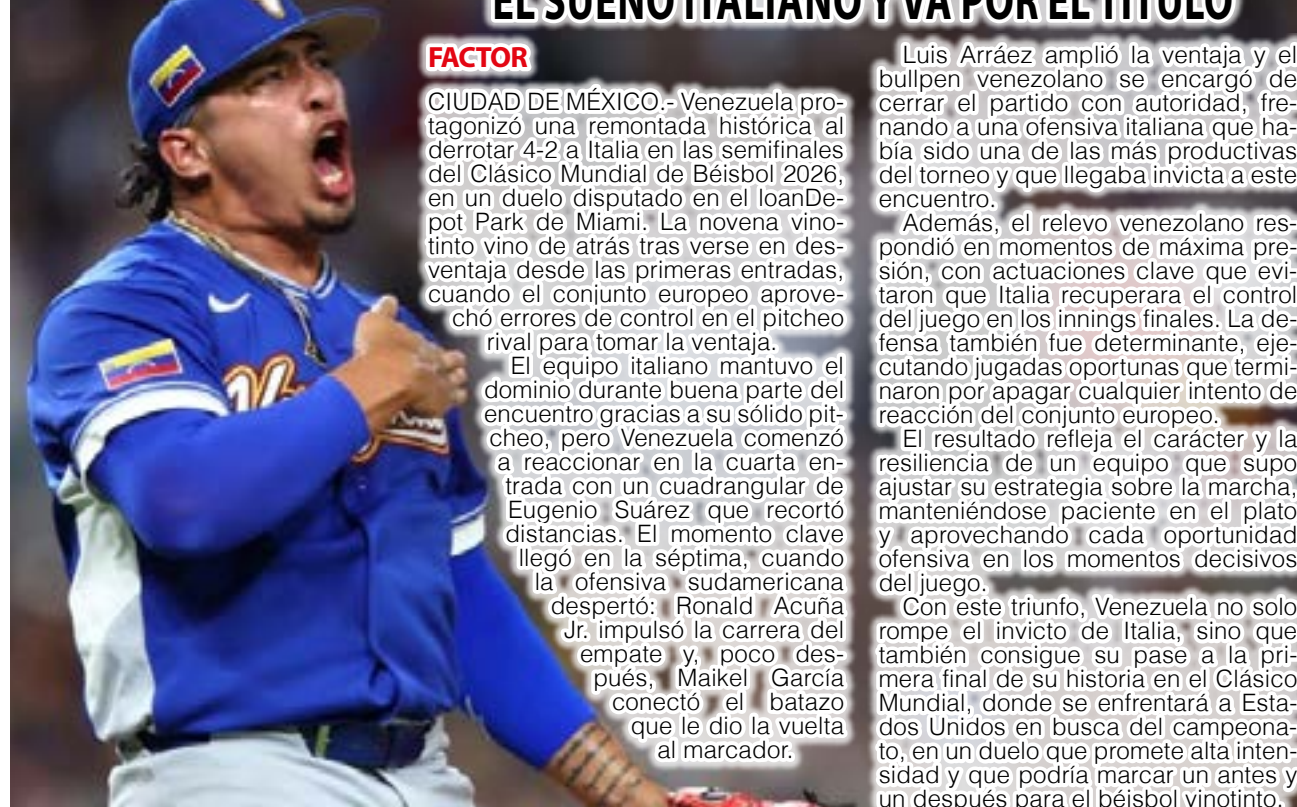 EL SUEÑO ITALIANO Y VA POR EL TÍTULO
FACTOR
CIUDAD DE MÉXICO.- Venezuela pro-
tagonizó una remontada histórica al
derrotar 4-2 a Italia en las semifinales
del Clásico Mundial de Béisbol 2026,
en un duelo disputado en el loanDe-
pot Park de Miami. La novena vino-
tinto vino de atrás tras verse en des-
ventaja desde las primeras entradas,
cuando el conjunto europeo aprove-
chó errores de control en el pitcheo
rival para tomar la ventaja.
El equipo italiano mantuvo el
dominio durante buena parte del
encuentro gracias a su sólido pit-
cheo, pero Venezuela comenzó
a reaccionar en la cuarta en-
trada con un cuadrangular de
Eugenio Suárez que recortó
distancias. El momento clave
llegó en la séptima, cuando
la ofensiva sudamericana
despertó: Ronald Acuña
Jr. impulsó la carrera del
empate y, poco des-
pués, Maikel García
conectó el batazo
que le dio la vuelta
al marcador.
Luis Arráez amplió la ventaja y el
bullpen venezolano se encargó de
cerrar el partido con autoridad, fre-
nando a una ofensiva italiana que ha-
bía sido una de las más productivas
del torneo y que llegaba invicta a este
encuentro.
Además, el relevo venezolano res-
pondió en momentos de máxima pre-
sión, con actuaciones clave que evi-
taron que Italia recuperara el control
del juego en los innings finales. La de-
fensa también fue determinante, eje-
cutando jugadas oportunas que termi-
naron por apagar cualquier intento de
reacción del conjunto europeo.
El resultado refleja el carácter y la
resiliencia de un equipo que supo
ajustar su estrategia sobre la marcha,
manteniéndose paciente en el plato
y aprovechando cada oportunidad
ofensiva en los momentos decisivos
del juego.
Con este triunfo, Venezuela no solo
rompe el invicto de Italia, sino que
también consigue su pase a la pri-
mera final de su historia en el Clásico
Mundial, donde se enfrentará a Esta-
dos Unidos en busca del campeona-
to, en un duelo que promete alta inten-
sidad y que podría marcar un antes y
un después para el béisbol vinotinto.